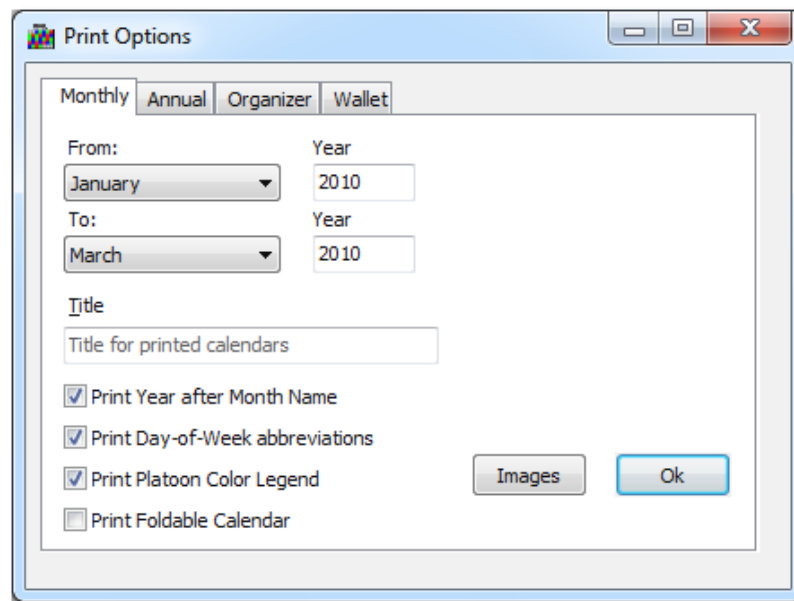 Print Options
Monthly Annual Organizer Wallet
From: Year
January 2010
To: Year
March 2010
Title
Title for printed calendars
Print Year after Month Name
Print Day-of-Week abbreviations
Print Platoon Color Legend
Images Ok
Print Foldable Calendar